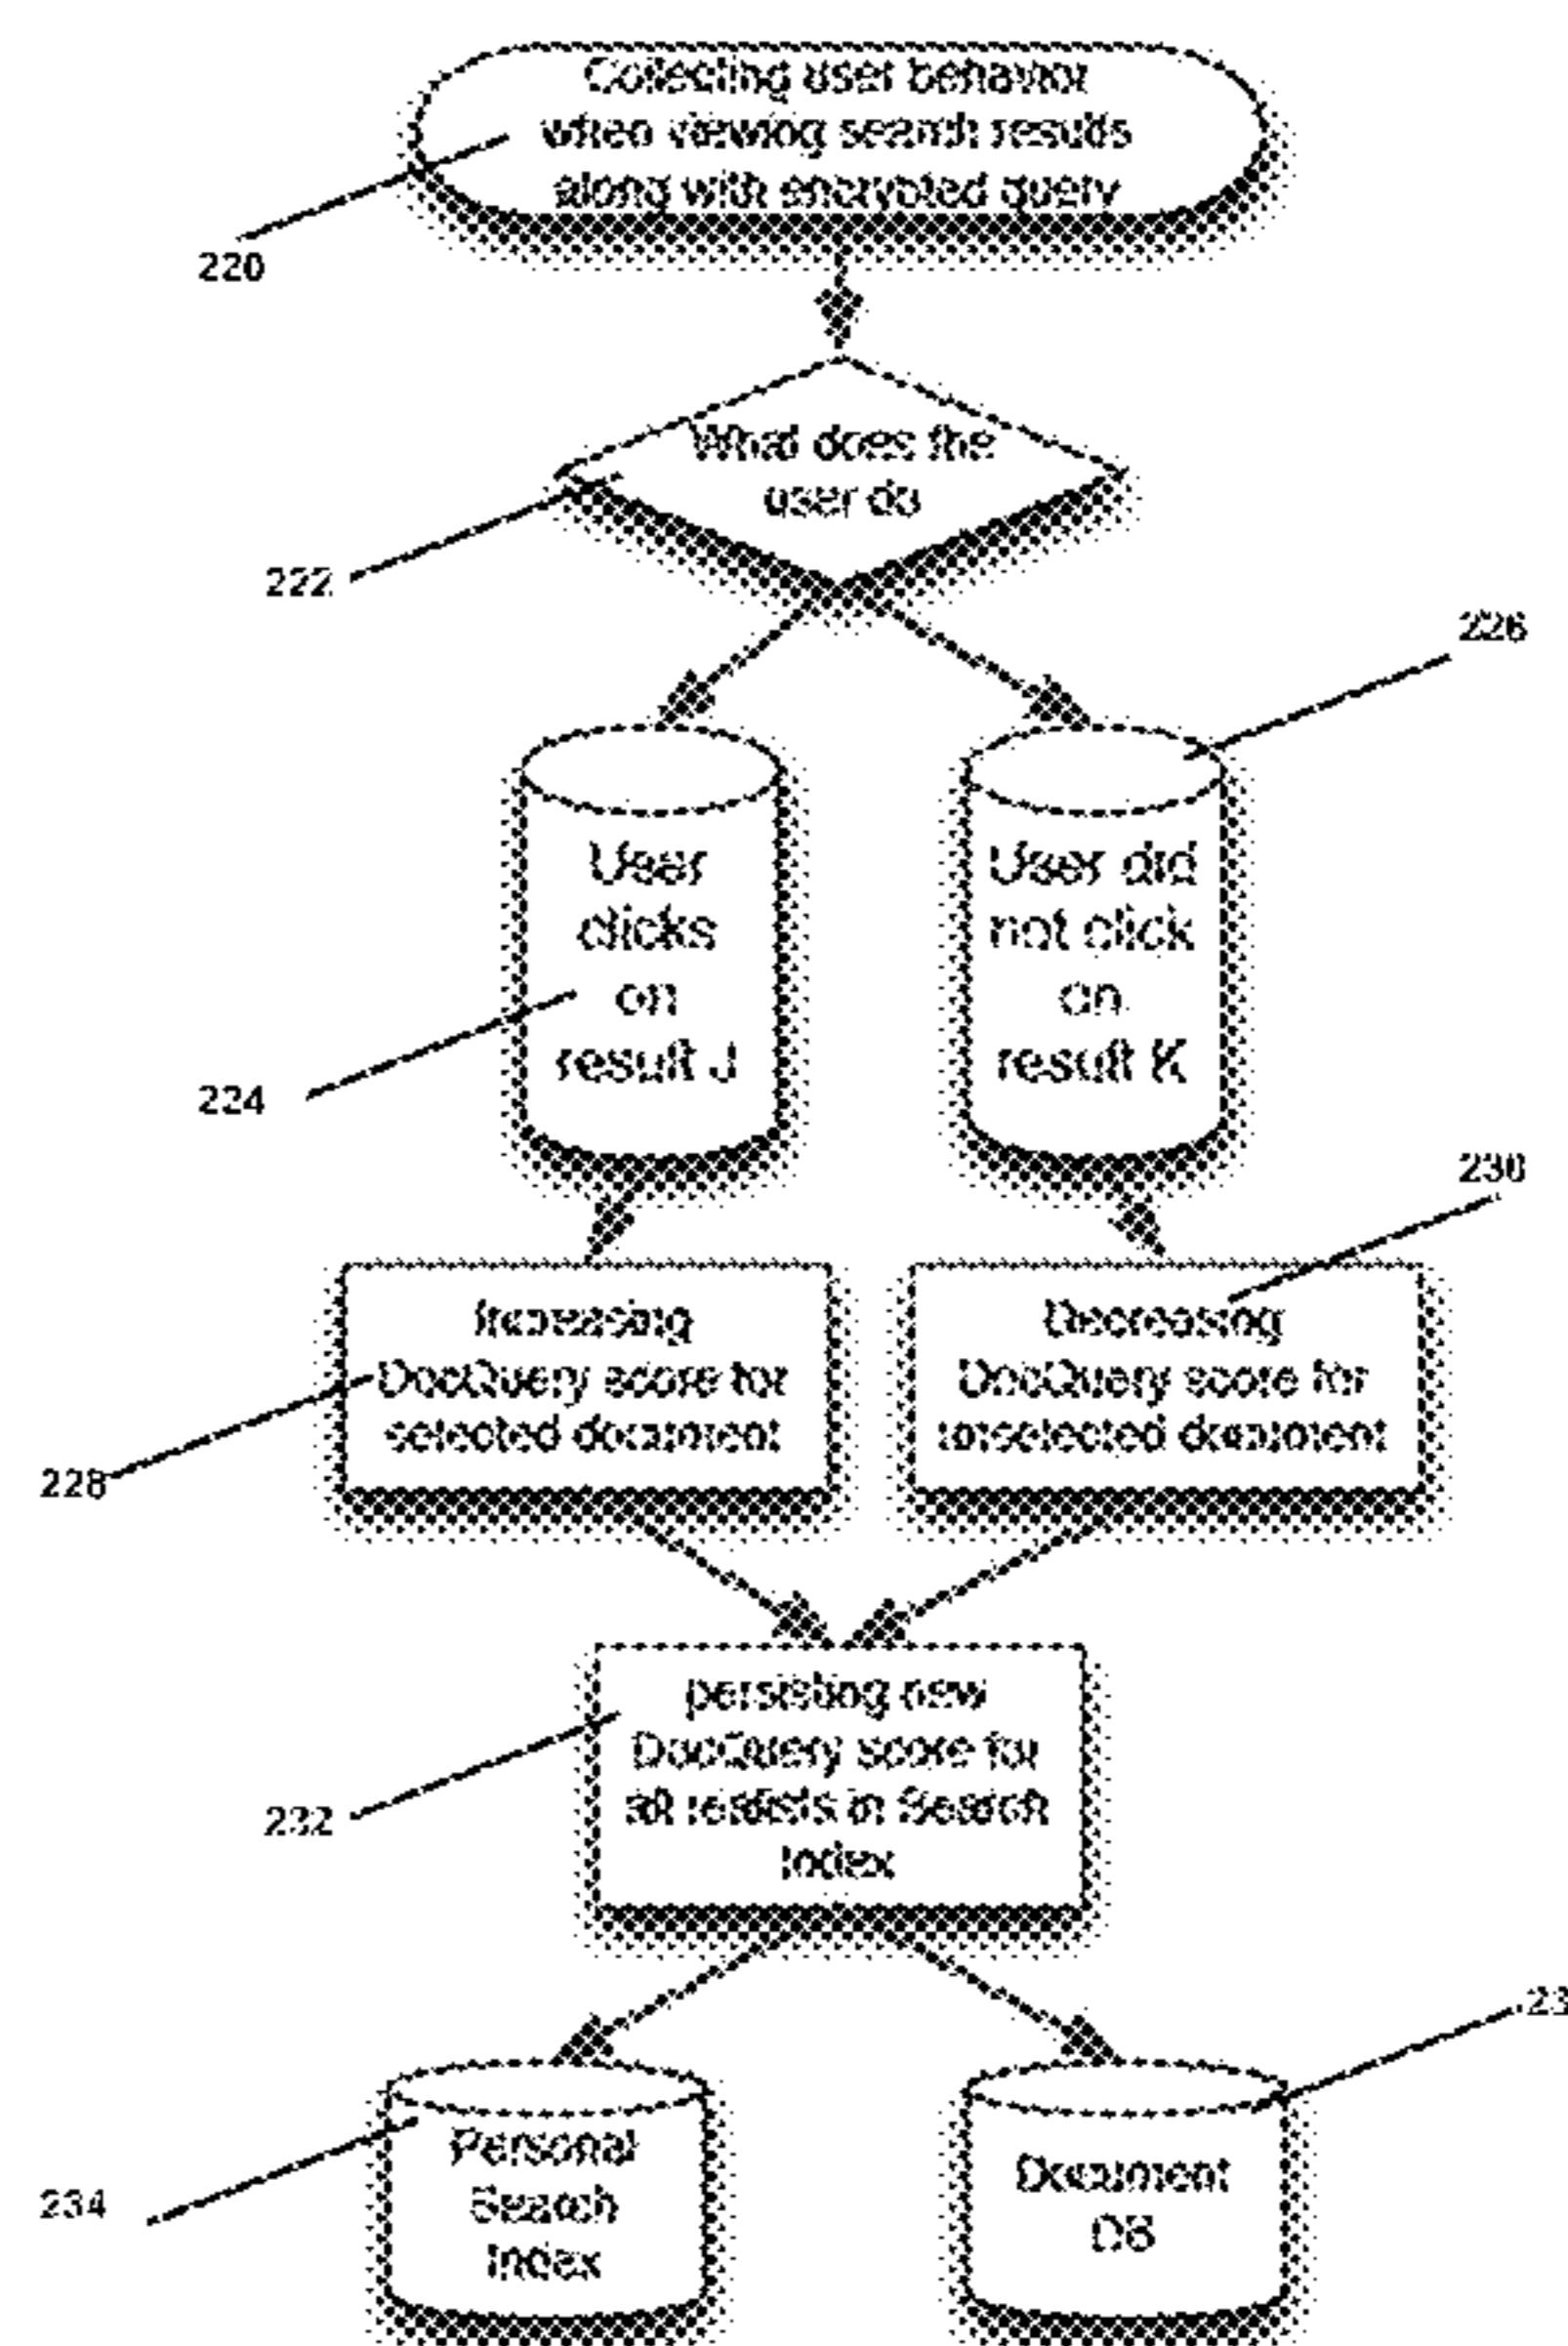 Collecting user behavior
when viewing search results
along with encrypted query
220
What does the
user do
222
226
User
clicks
on
result J
User did
not click
on
result K
224
230
Increasing
DocQuery score for
selected document
Decreasing
DocQuery score for
unselected document
228
persisting new
DocQuery score for
all results in Search
Index
232
23
Personal
Search
Index
Document
DB
234